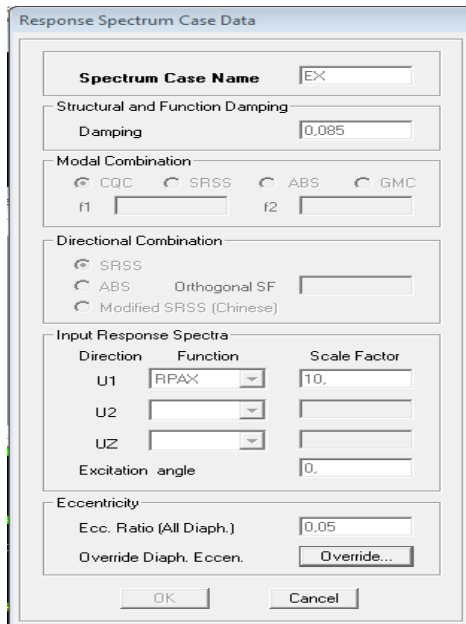 Response Spectrum Case Data
Spectrum Case Name EX
Structural and Function Damping
Damping 0,085
Modal Combination
CQC SRSS ABS GMC
f1 f2
Directional Combination
SRSS
ABS Orthogonal SF
Modified SRSS (Chinese)
Input Response Spectra
Direction Function Scale Factor
U1 RPAX 10,
U2
UZ
Excitation angle 0,
Eccentricity
Ecc. Ratio (All Diaph.) 0,05
Override Diaph. Eccen. Override...
OK Cancel